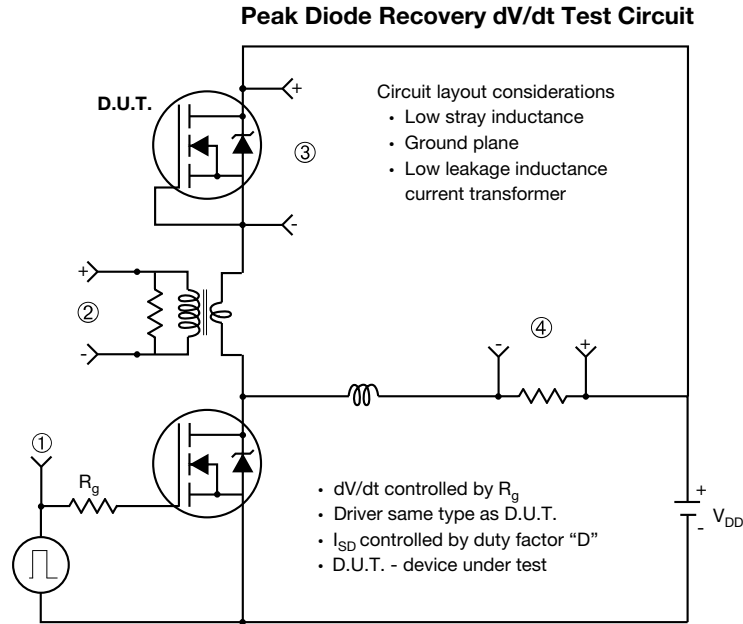 Peak Diode Recovery dV/dt Test Circuit
D.U.T.
+
Circuit layout considerations
• Low stray inductance
• Ground plane
• Low leakage inductance
current transformer
③
-
+
②
-
④
-
+
①
Rg
• dV/dt controlled by Rg
• Driver same type as D.U.T.
• ISD controlled by duty factor “D”
• D.U.T. - device under test
+
VDD
-